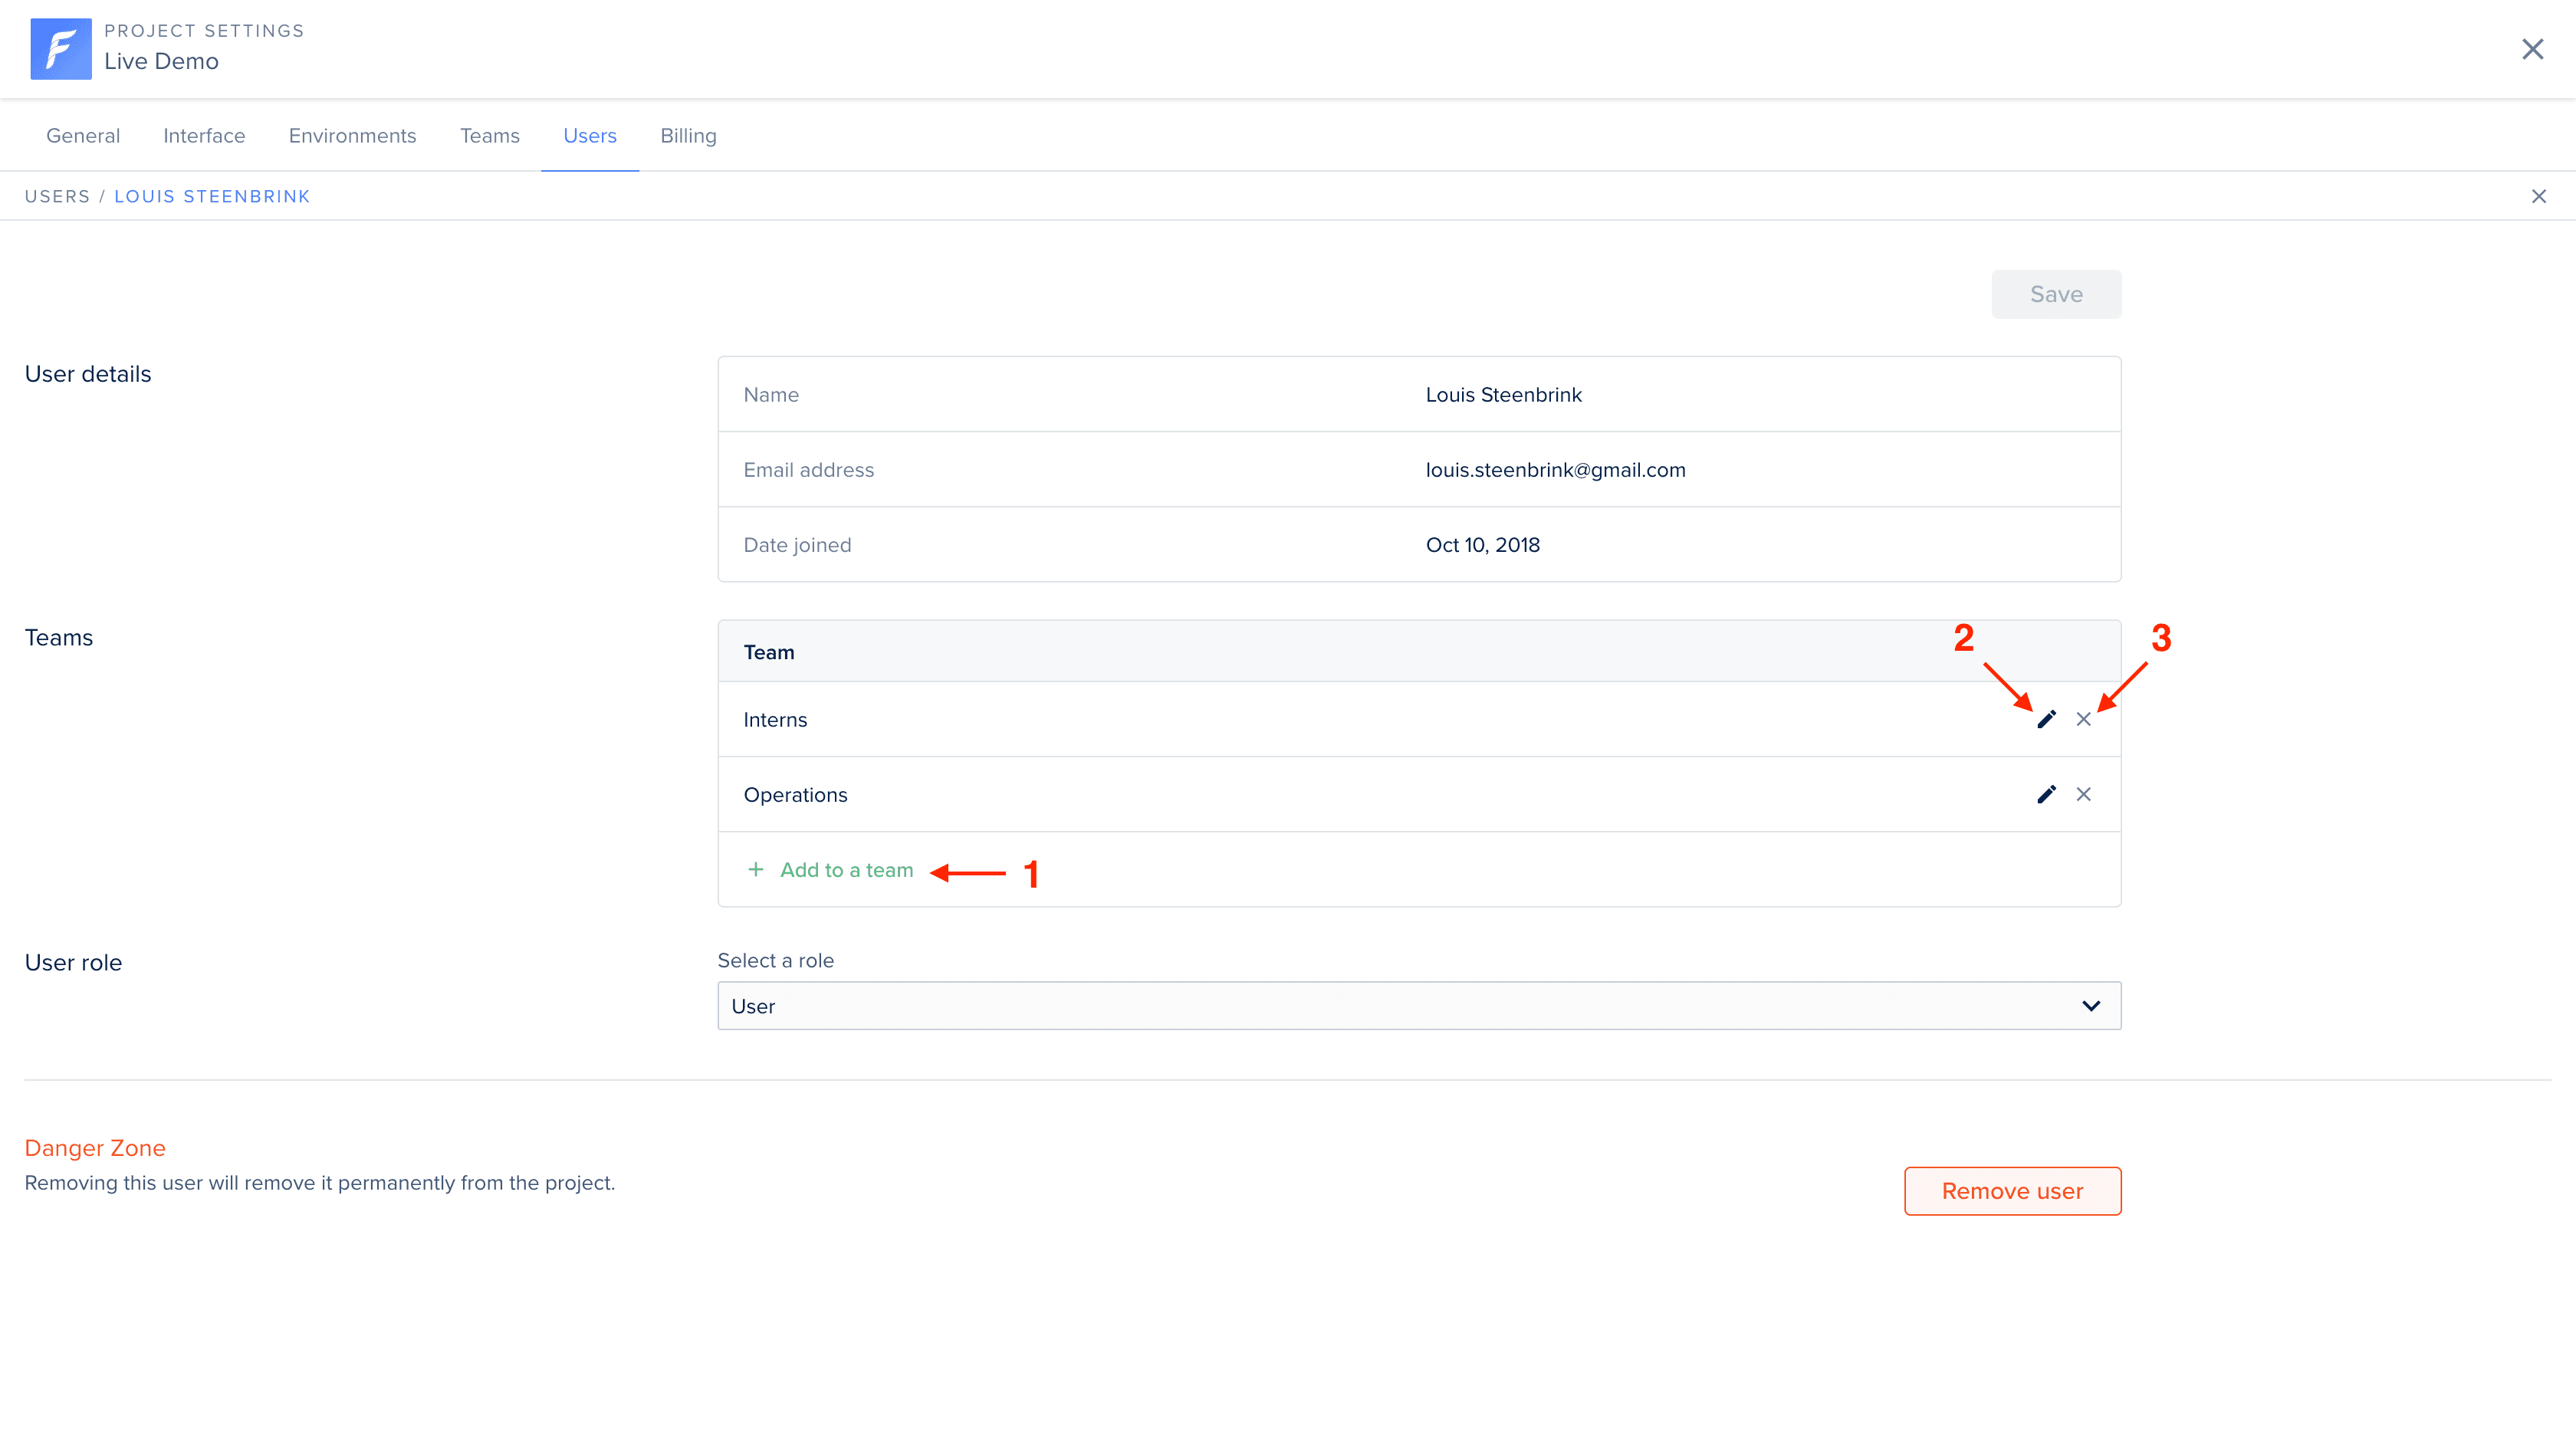 PROJECT SETTINGS
Live Demo
General Interface Environments Teams Users Billing
USERS / LOUIS STEENBRINK
Save
User details
Name Louis Steenbrink
Email address louis.steenbrink@gmail.com
Date joined Oct 10, 2018
Teams
Team
2 3
Interns
Operations
+ Add to a team 1
User role
Select a role
User
Danger Zone
Removing this user will remove it permanently from the project.
Remove user